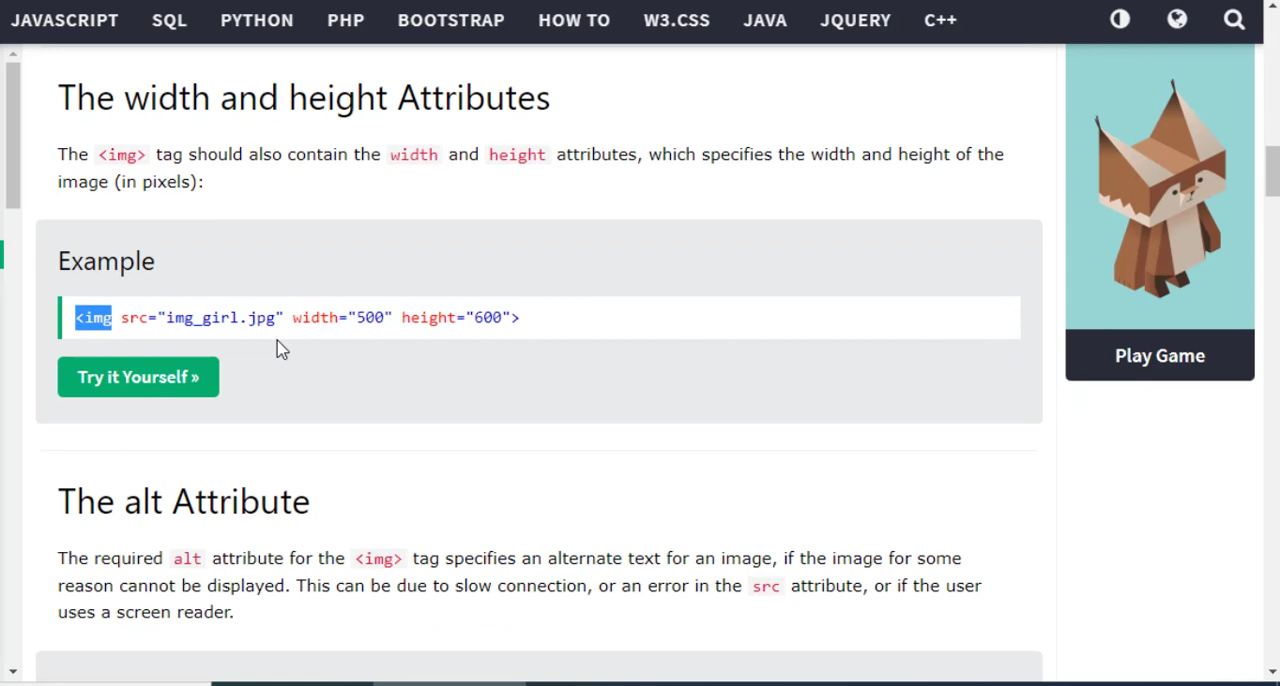 JAVASCRIPT SQL PYTHON PHP BOOTSTRAP HOW TO W3.CSS JAVA JQUERY C++
The width and height Attributes
The <img> tag should also contain the width and height attributes, which specifies the width and height of the
image (in pixels):
Example
<img src="img_girl.jpg" width="500" height="600">
Try it Yourself »
Play Game
The alt Attribute
The required alt attribute for the <img> tag specifies an alternate text for an image, if the image for some
reason cannot be displayed. This can be due to slow connection, or an error in the src attribute, or if the user
uses a screen reader.